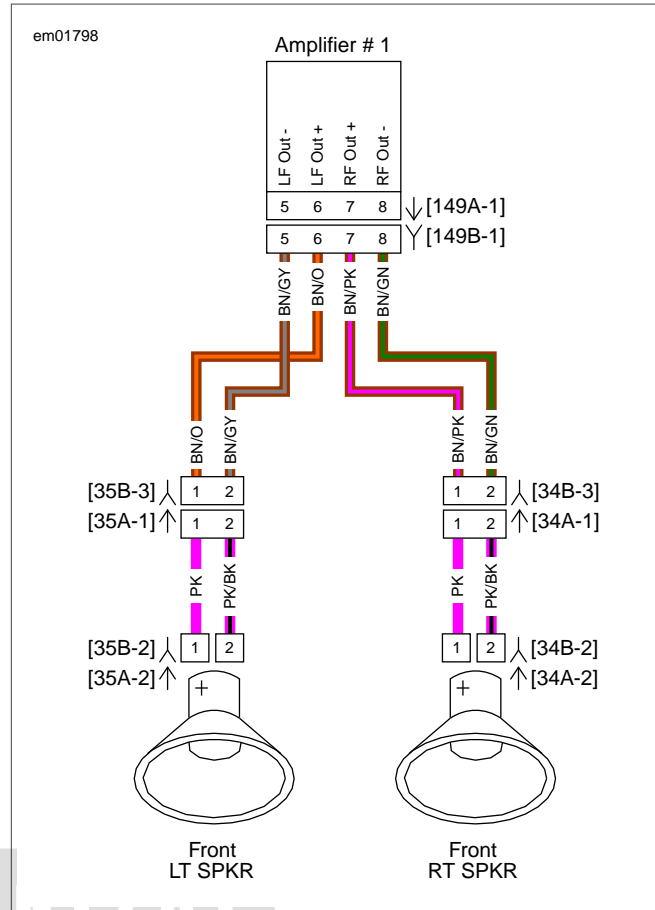 em01798
Amplifier # 1
LF Out -
LF Out +
RF Out +
RF Out -
5 6 7 8 [149A-1]
5 6 7 8 [149B-1]
BN/GY BN/O BN/PK BN/GN
BN/O BN/GY BN/PK BN/GN
[35B-3] 1 2 1 2 [34B-3]
[35A-1] 1 2 1 2 [34A-1]
PK PK/BK PK PK/BK
[35B-2] 1 2 1 2 [34B-2]
[35A-2] [34A-2]
+ +
Front Front
LT SPKR RT SPKR